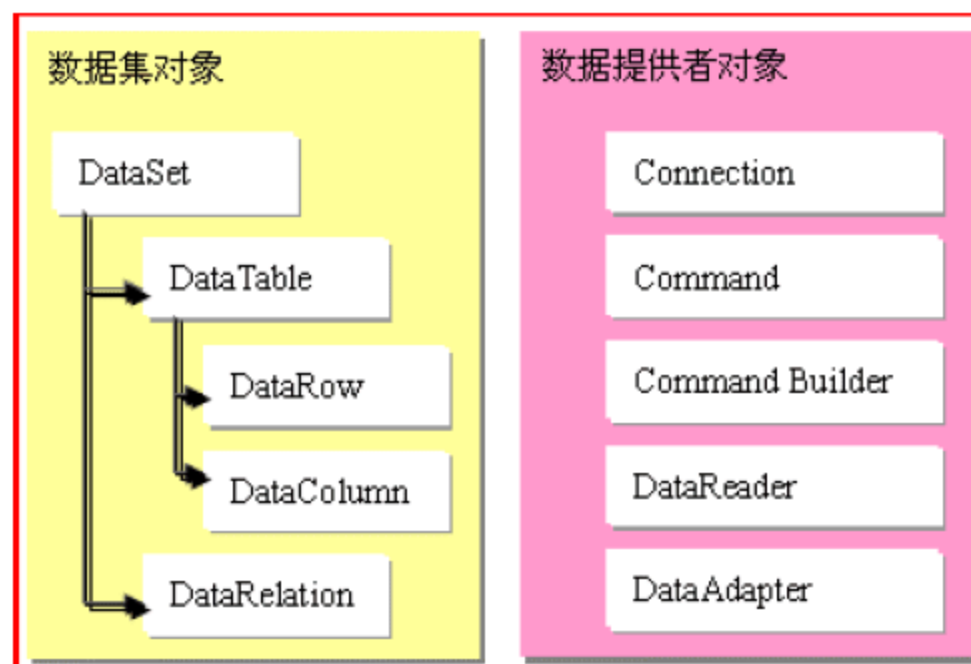 数据集对象
DataSet
DataTable
DataRow
DataColumn
DataRelation
数据提供者对象
Connection
Command
Command Builder
DataReader
DataAdapter